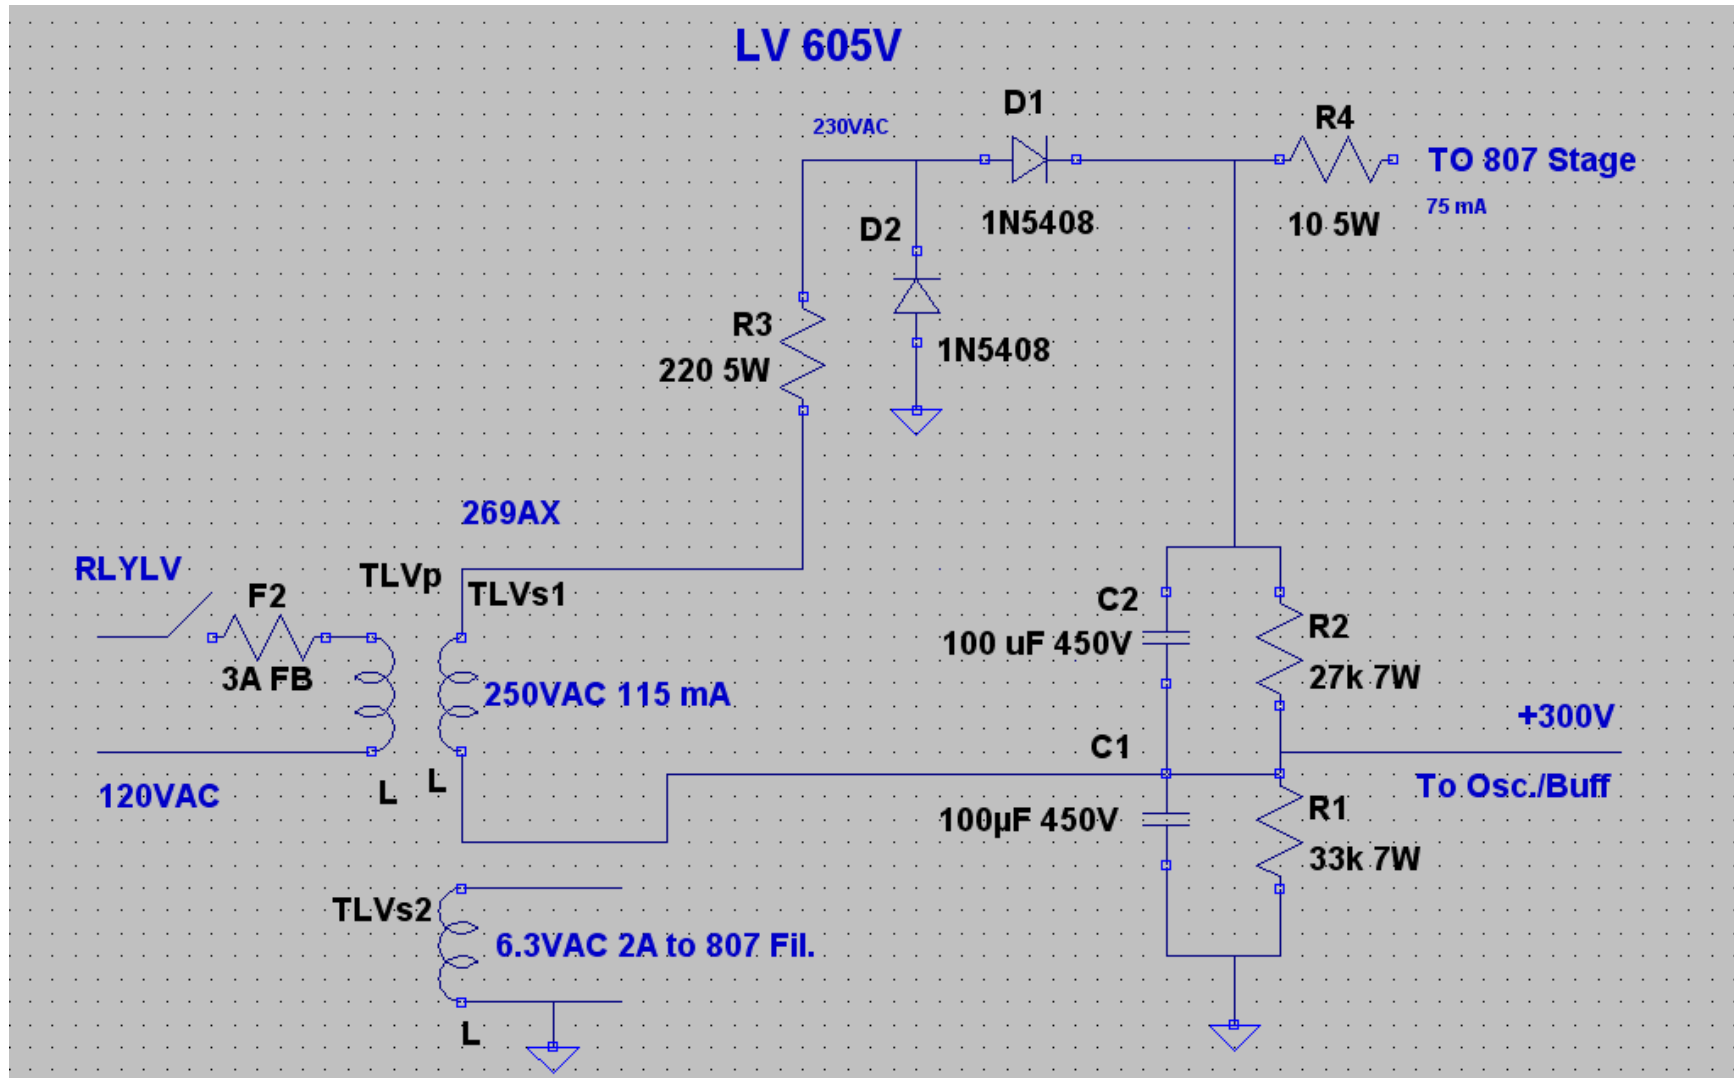 LV 605V
D1
230VAC
R4
TO 807 Stage
75 mA
1N5408
10 5W
D2
1N5408
R3
220 5W
269AX
RLYLV
F2
TLVp
TLVs1
3A FB
250VAC 115 mA
120VAC
L
L
C2
100 uF 450V
R2
27k 7W
+300V
C1
To Osc./Buff
100µF 450V
R1
33k 7W
TLVs2
6.3VAC 2A to 807 Fil.
L